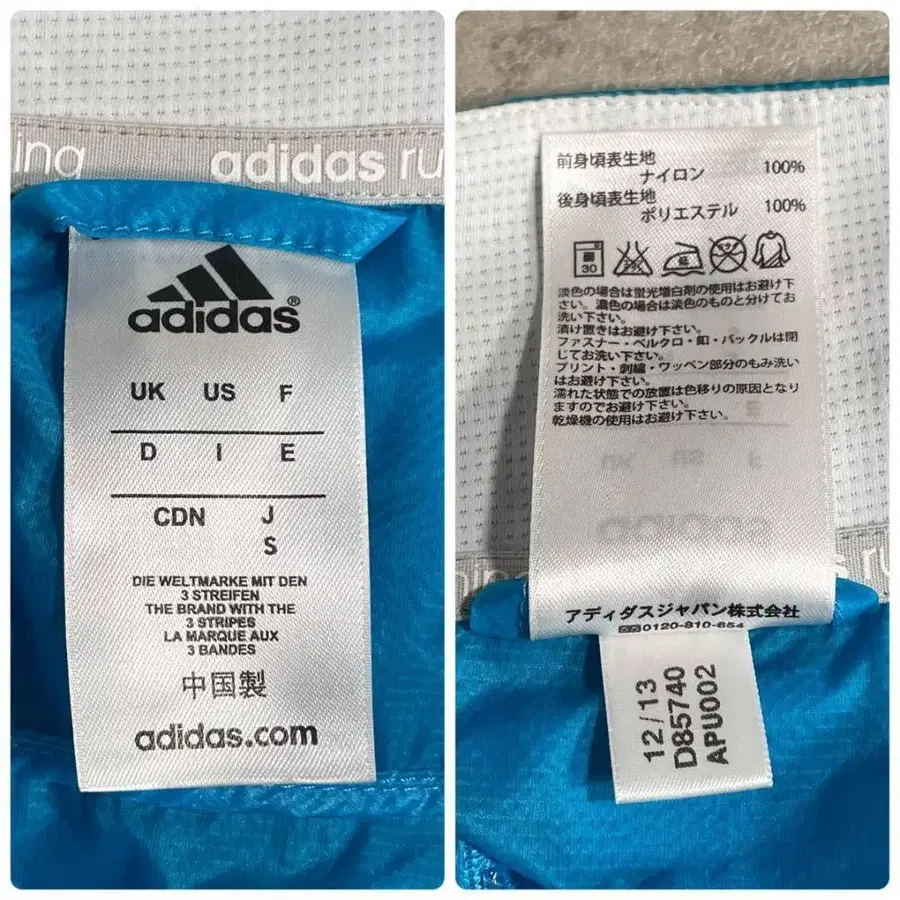 ning
adidas ru
adidas®
UK US F
D I E
CDN J
S
DIE WELTMARKE MIT DEN
3 STREIFEN
THE BRAND WITH THE
3 STRIPES
LA MARQUE AUX
3 BANDES
中国製
adidas.com
前身頃表生地
ナイロン 100%
後身頃表生地
ポリエステル 100%
30
淡色の場合は蛍光増白剤の使用はお避け下
さい。濃色の場合は淡色のものと分けてお
洗い下さい。
漬け置きはお避け下さい。
ファスナー・ベルクロ・釦・バックルは閉
じてお洗い下さい。
プリント・刺繍・ワッペン部分のもみ洗い
はお避け下さい。
濡れた状態での放置は色移りの原因となり
ますのでお避け下さい。
乾燥機の使用はお避け下さい。
アディダスジャパン株式会社
0120-810-654
12/13
D85740
APU002